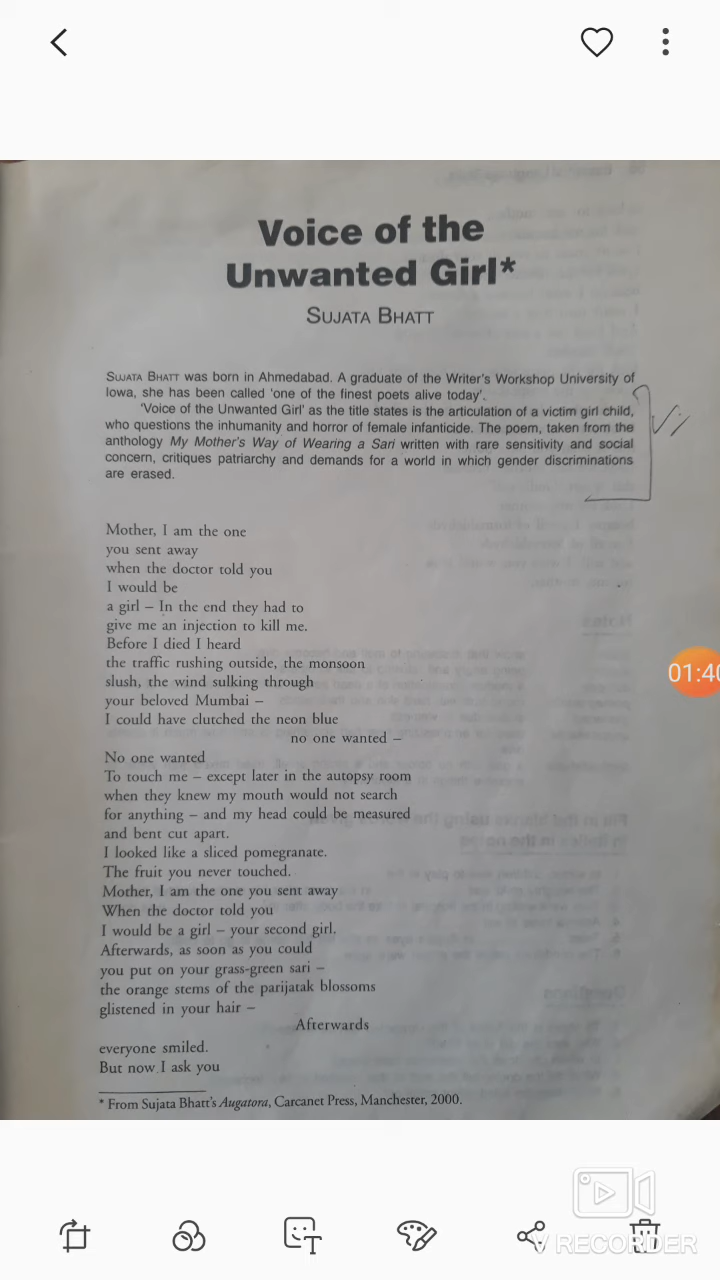 Voice of the
Unwanted Girl*
SUJATA BHATT
SUJATA BHATT was born in Ahmedabad. A graduate of the Writer's Workshop University of
Iowa, she has been called 'one of the finest poets alive today'.
'Voice of the Unwanted Girl' as the title states is the articulation of a victim girl child,
who questions the inhumanity and horror of female infanticide. The poem, taken from the
anthology My Mother's Way of Wearing a Sari written with rare sensitivity and social
concern, critiques patriarchy and demands for a world in which gender discriminations
are erased.
Mother, I am the one
you sent away
when the doctor told you
I would be
a girl – In the end they had to
give me an injection to kill me.
Before I died I heard
the traffic rushing outside, the monsoon
slush, the wind sulking through
your beloved Mumbai –
I could have clutched the neon blue
no one wanted –
No one wanted
To touch me – except later in the autopsy room
when they knew my mouth would not search
for anything – and my head could be measured
and bent cut apart.
I looked like a sliced pomegranate.
The fruit you never touched.
Mother, I am the one you sent away
When the doctor told you
I would be a girl – your second girl.
Afterwards, as soon as you could
you put on your grass-green sari –
the orange stems of the parijatak blossoms
glistened in your hair –
Afterwards
everyone smiled.
But now I ask you
* From Sujata Bhatt's Augatora, Carcanet Press, Manchester, 2000.
01:40
V RECORDER